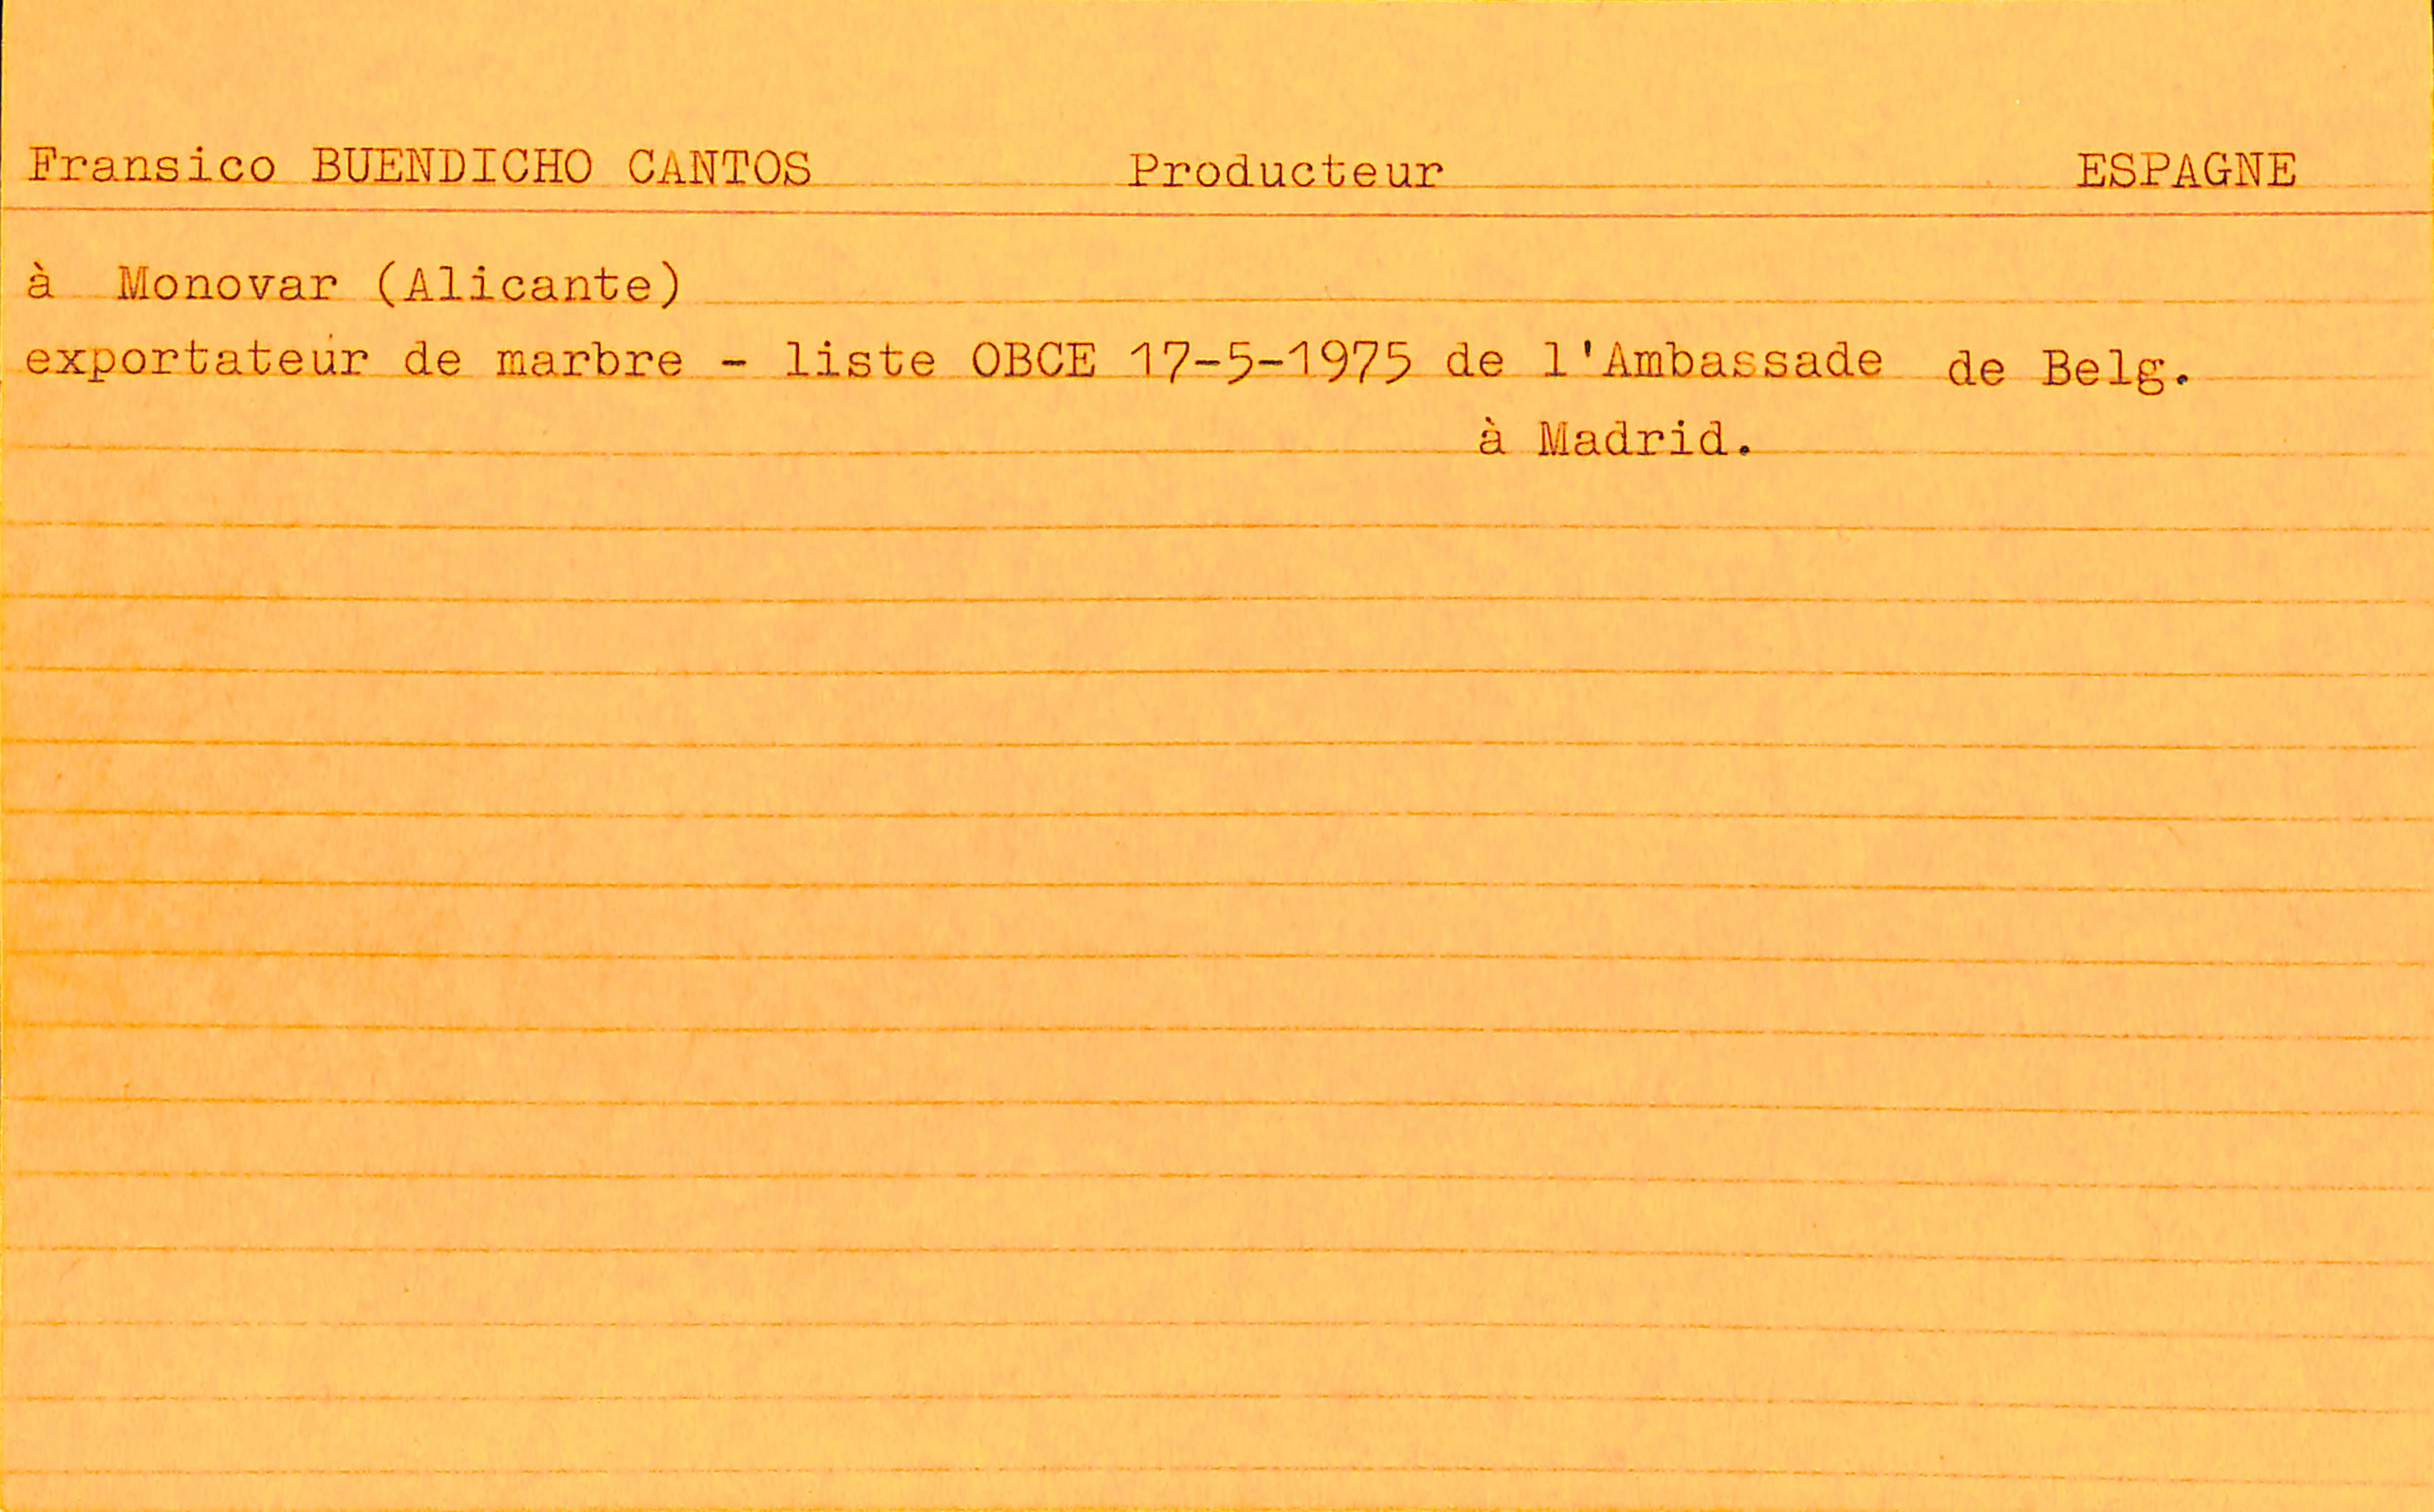 Fransico BUENDICHO CANTOS Producteur ESPAGNE
à Monovar (Alicante)
exportateur de marbre - liste OBCE 17-5-1975 de l'Ambassade de Belg.
à Madrid.